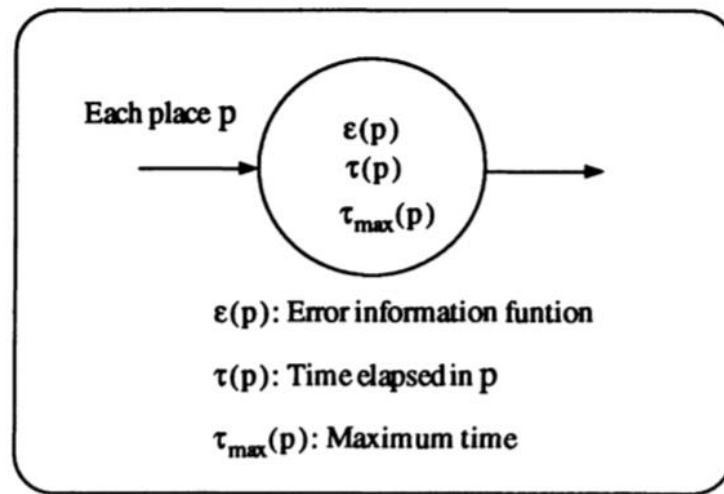 Each place p
ε(p)
τ(p)
τmax(p)
ε(p): Error information funtion
τ(p): Time elapsed in p
τmax(p): Maximum time